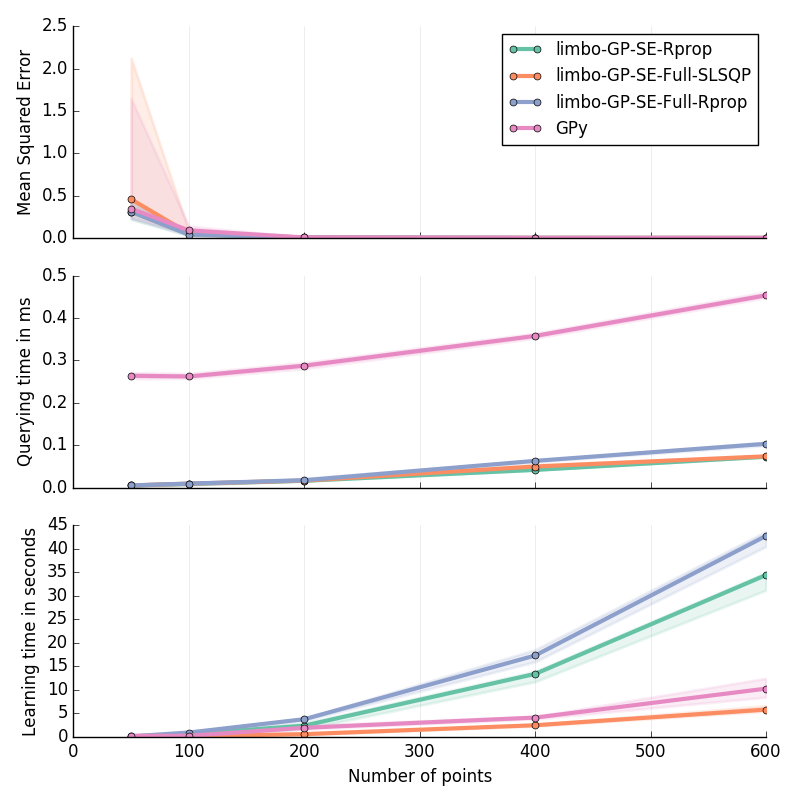 Mean Squared Error
2.5
2.0
1.5
1.0
0.5
0.0
limbo-GP-SE-Rprop
limbo-GP-SE-Full-SLSQP
limbo-GP-SE-Full-Rprop
GPy
Querying time in ms
0.5
0.4
0.3
0.2
0.1
0.0
Learning time in seconds
45
40
35
30
25
20
15
10
5
0
0 100 200 300 400 500 600
Number of points